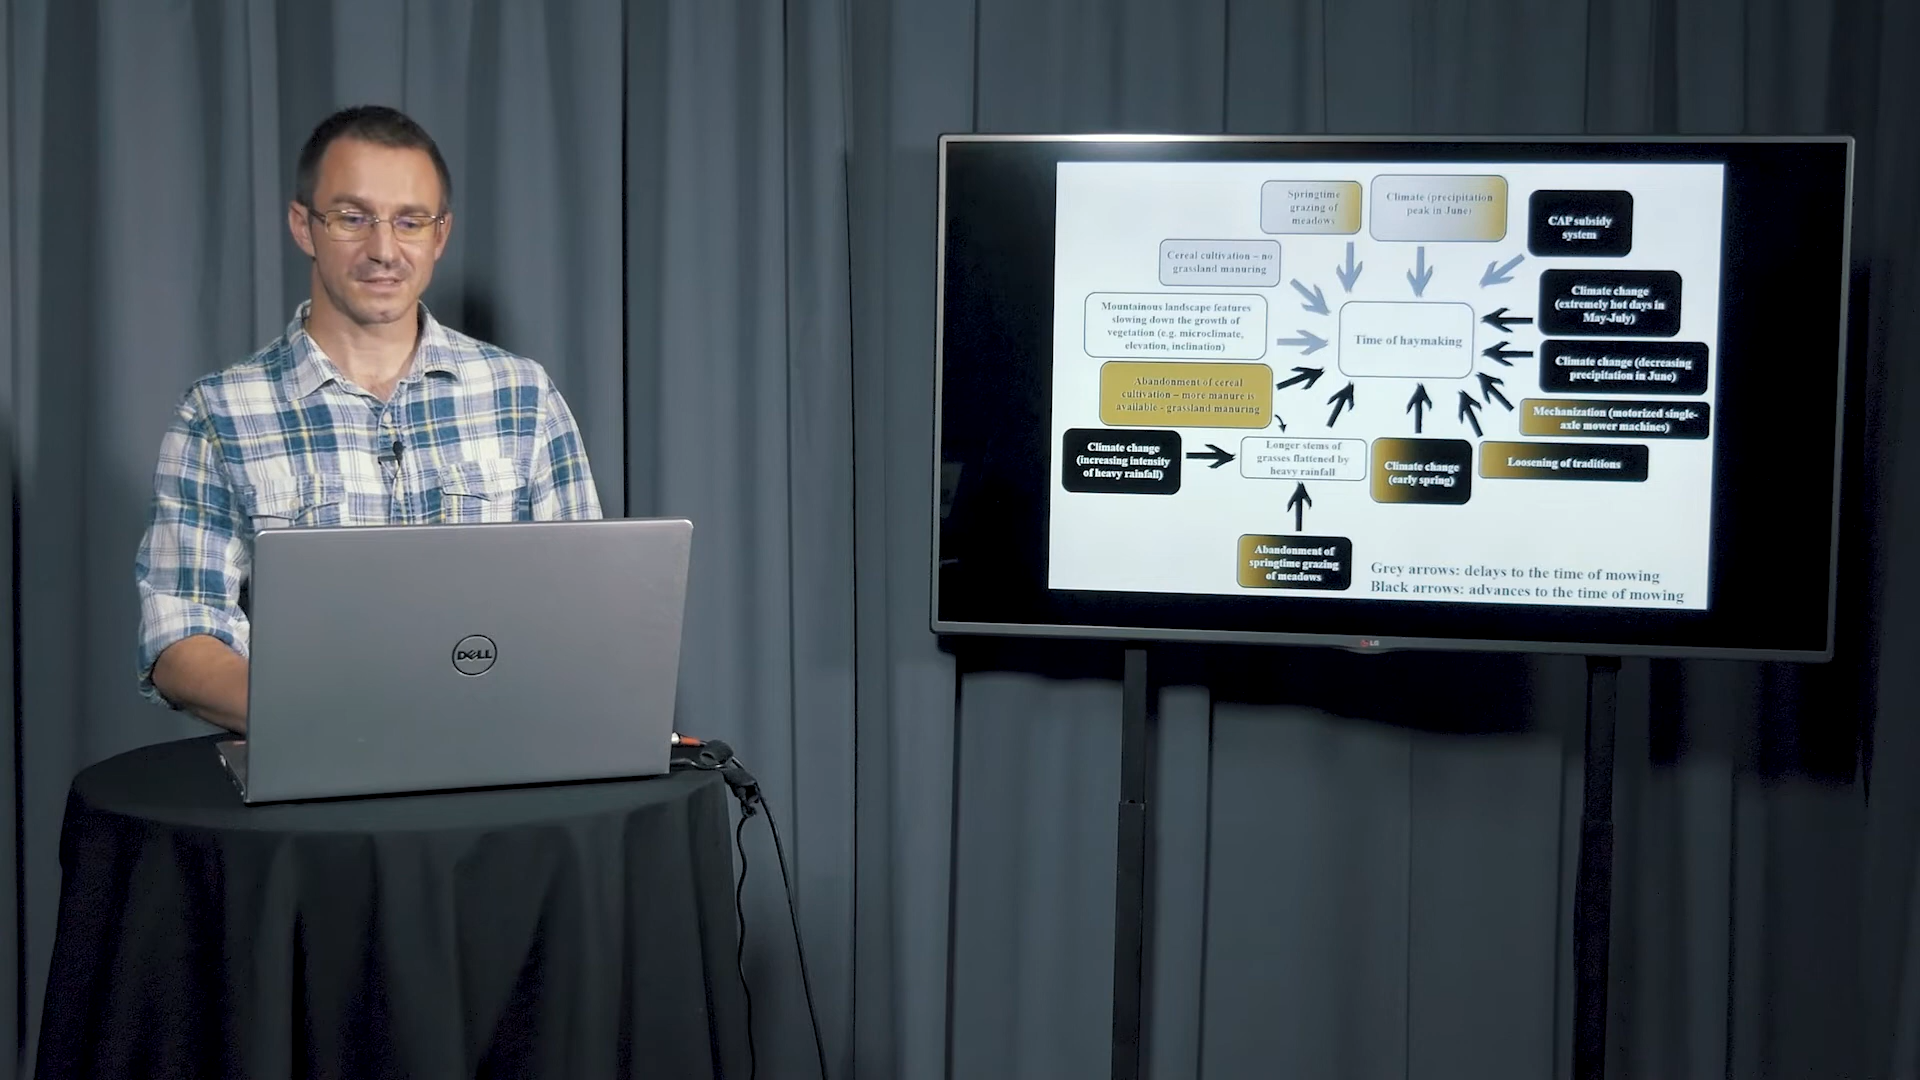 Springtime
grazing of
meadows
Climate (precipitation
peak in June)
CAP subsidy
system
Cereal cultivation – no
grassland manuring
Climate change
(extremely hot days in
May-July)
Mountainous landscape features
slowing down the growth of
vegetation (e.g. microclimate,
elevation, inclination)
Time of haymaking
Climate change (decreasing
precipitation in June)
Abandonment of cereal
cultivation – more manure is
available - grassland manuring
Mechanization (motorized single-
axle mower machines)
Climate change
(increasing intensity
of heavy rainfall)
Longer stems of
grasses flattened by
heavy rainfall
Climate change
(early spring)
Loosening of traditions
Abandonment of
springtime grazing
of meadows
Grey arrows: delays to the time of mowing
Black arrows: advances to the time of mowing
LG
DELL